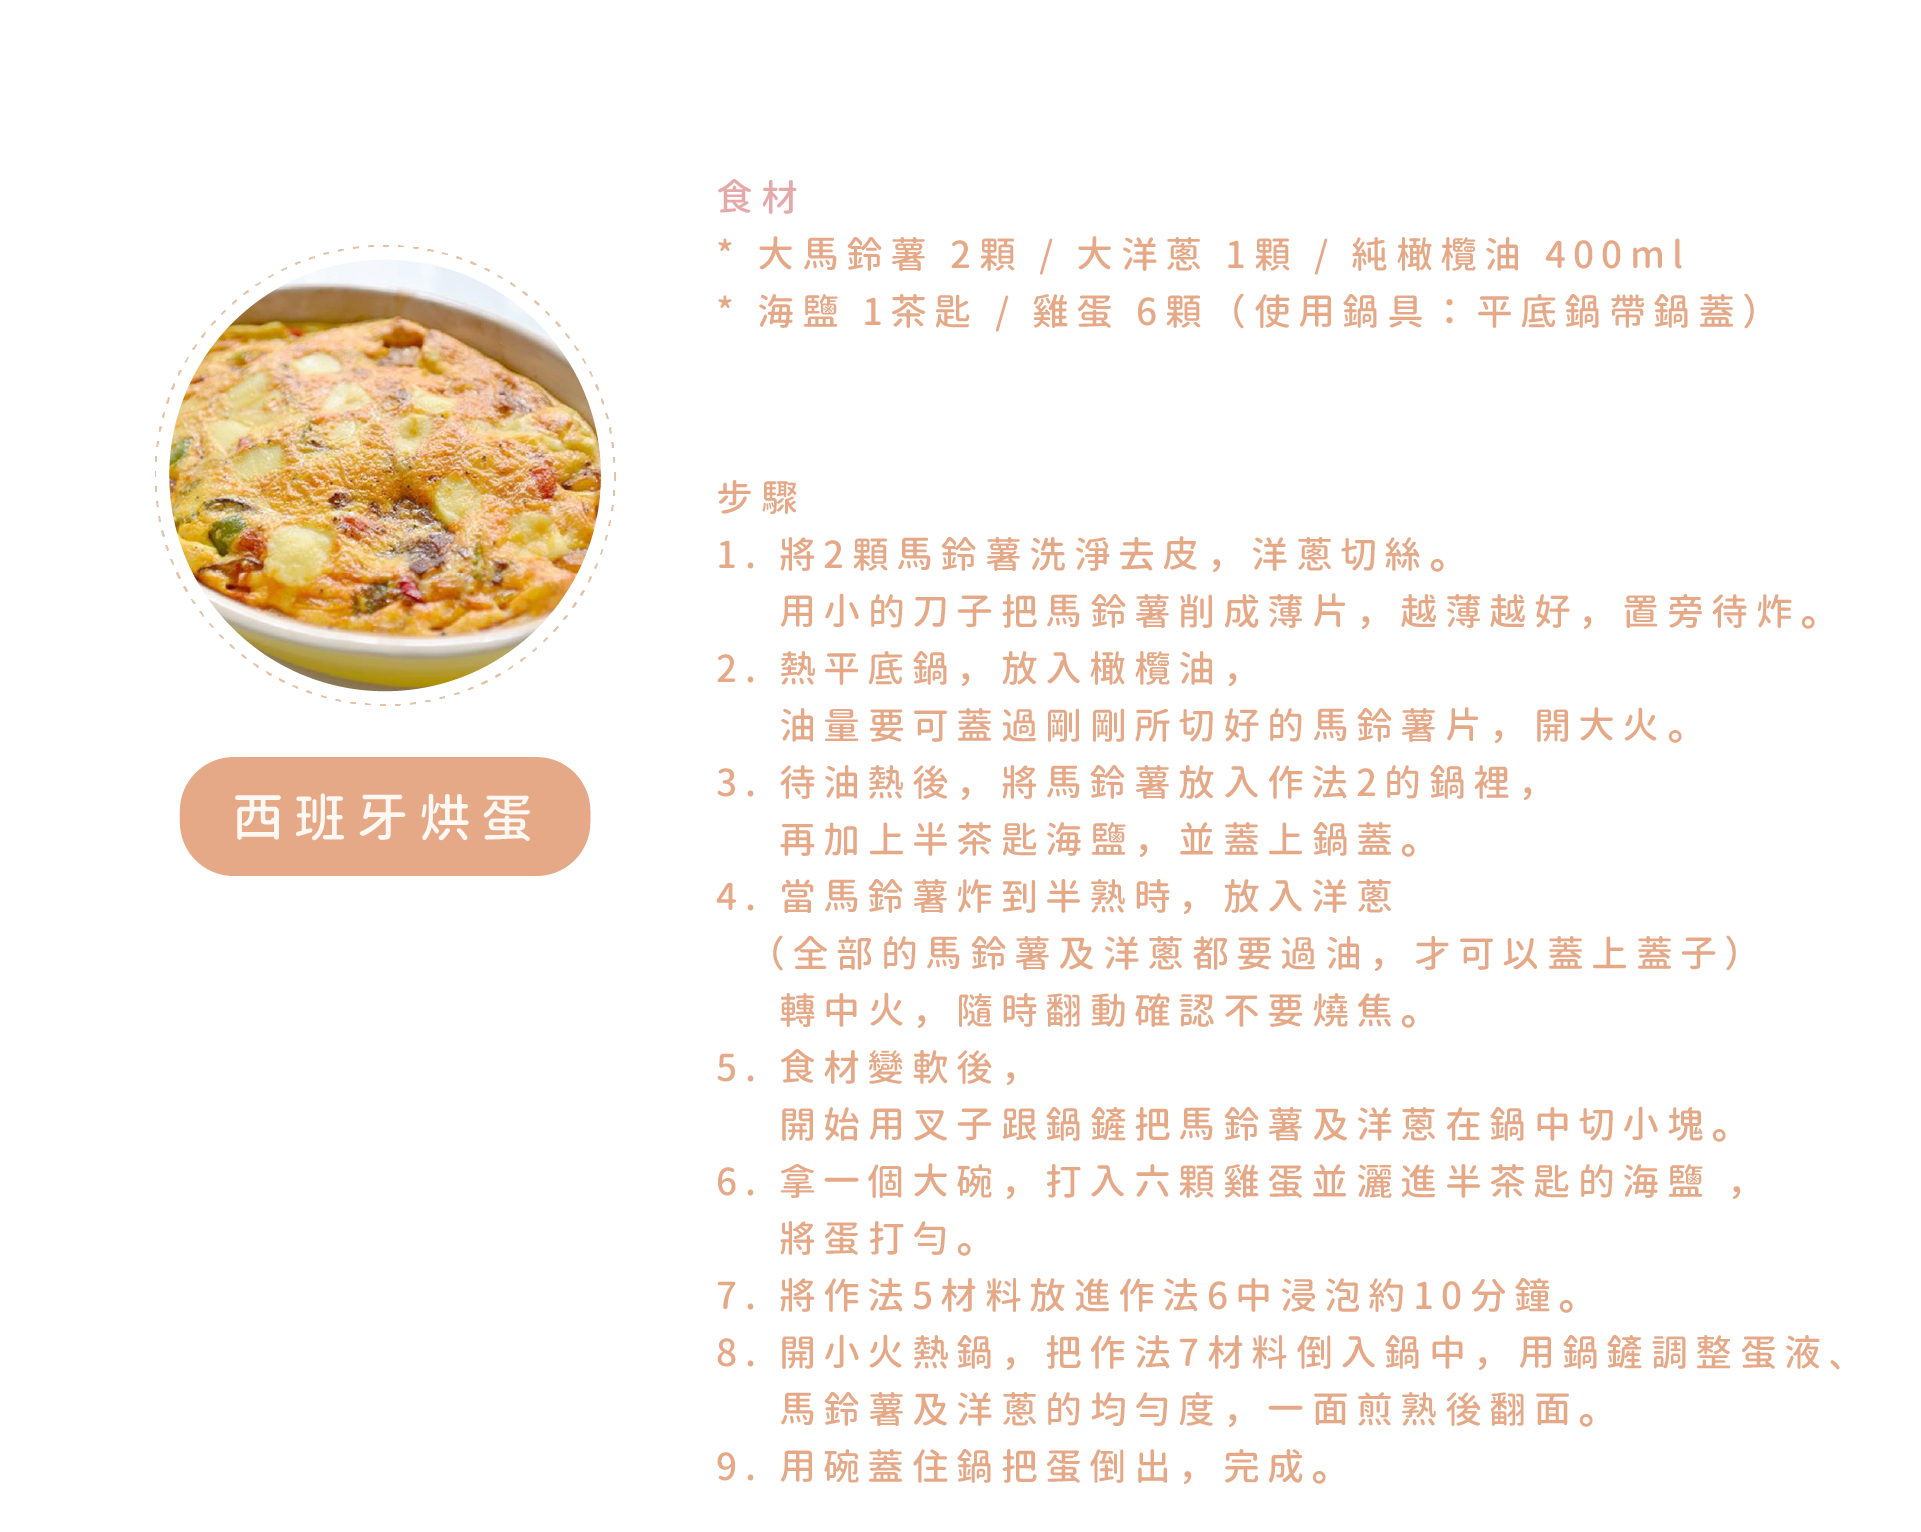 西班牙烘蛋
食材
* 大馬鈴薯 2顆 / 大洋蔥 1顆 / 純橄欖油 400ml
* 海鹽 1茶匙 / 雞蛋 6顆（使用鍋具：平底鍋帶鍋蓋）
步驟
1. 將2顆馬鈴薯洗淨去皮，洋蔥切絲。
用小的刀子把馬鈴薯削成薄片，越薄越好，置旁待炸。
2. 熱平底鍋，放入橄欖油，
油量要可蓋過剛剛所切好的馬鈴薯片，開大火。
3. 待油熱後，將馬鈴薯放入作法2的鍋裡，
再加上半茶匙海鹽，並蓋上鍋蓋。
4. 當馬鈴薯炸到半熟時，放入洋蔥
（全部的馬鈴薯及洋蔥都要過油，才可以蓋上蓋子）
轉中火，隨時翻動確認不要燒焦。
5. 食材變軟後，
開始用叉子跟鍋鏟把馬鈴薯及洋蔥在鍋中切小塊。
6. 拿一個大碗，打入六顆雞蛋並灑進半茶匙的海鹽 ，
將蛋打勻。
7. 將作法5材料放進作法6中浸泡約10分鐘。
8. 開小火熱鍋，把作法7材料倒入鍋中，用鍋鏟調整蛋液、
馬鈴薯及洋蔥的均勻度，一面煎熟後翻面。
9. 用碗蓋住鍋把蛋倒出，完成。